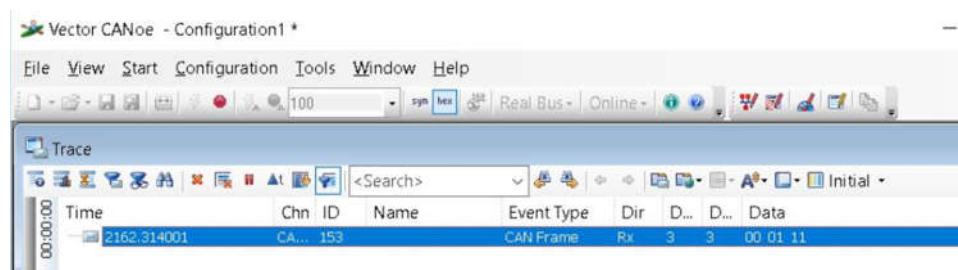 Vector CANoe - Configuration1 *
File View Start Configuration Tools Window Help
100 sym hex Real Bus Online
Trace
<Search> Initial
Time Chn ID Name Event Type Dir D... D... Data
2162.314001 CA... 153 CAN Frame Rx 3 3 00 01 11
00:00:00